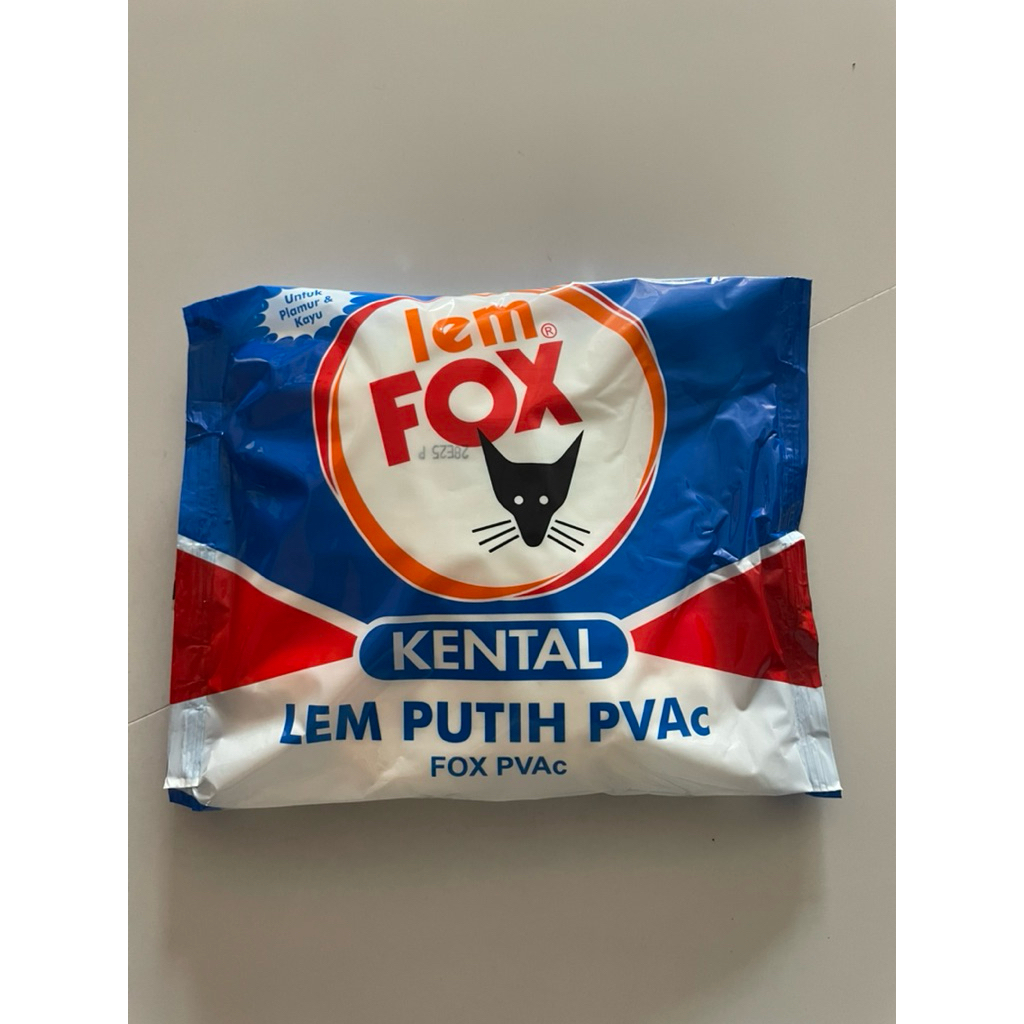 Untuk
Plamur &
Kayu
lem®
FOX
28E25 P
KENTAL
LEM PUTIH PVAc
FOX PVAc